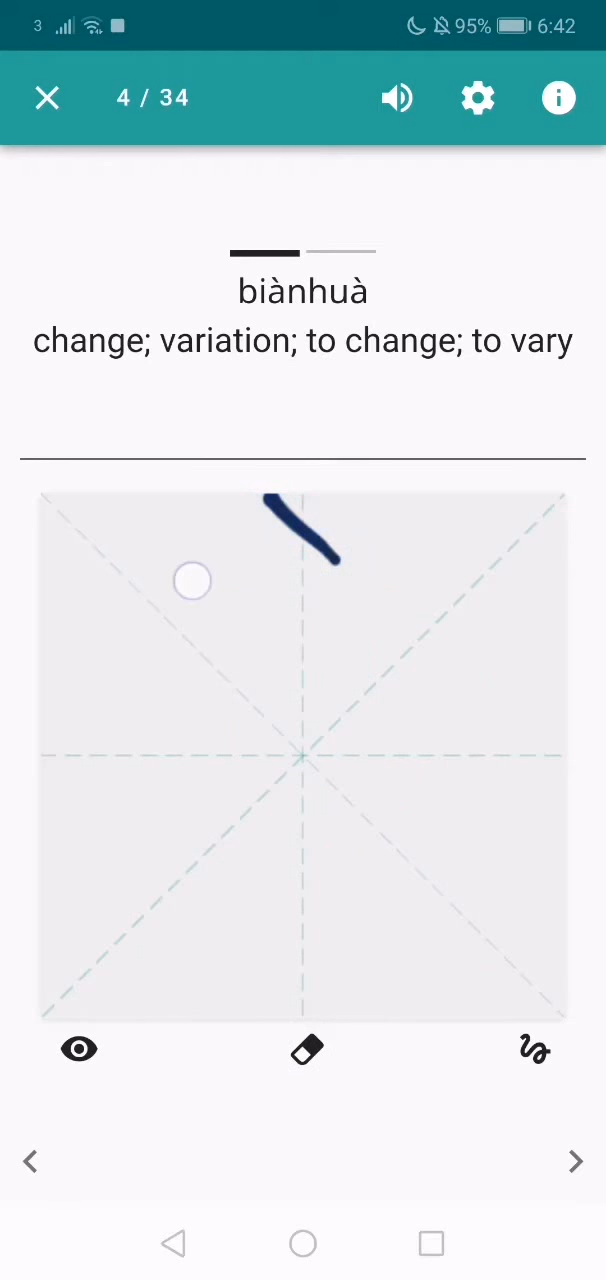 3 95% 6:42
4 / 34
biànhuà
change; variation; to change; to vary